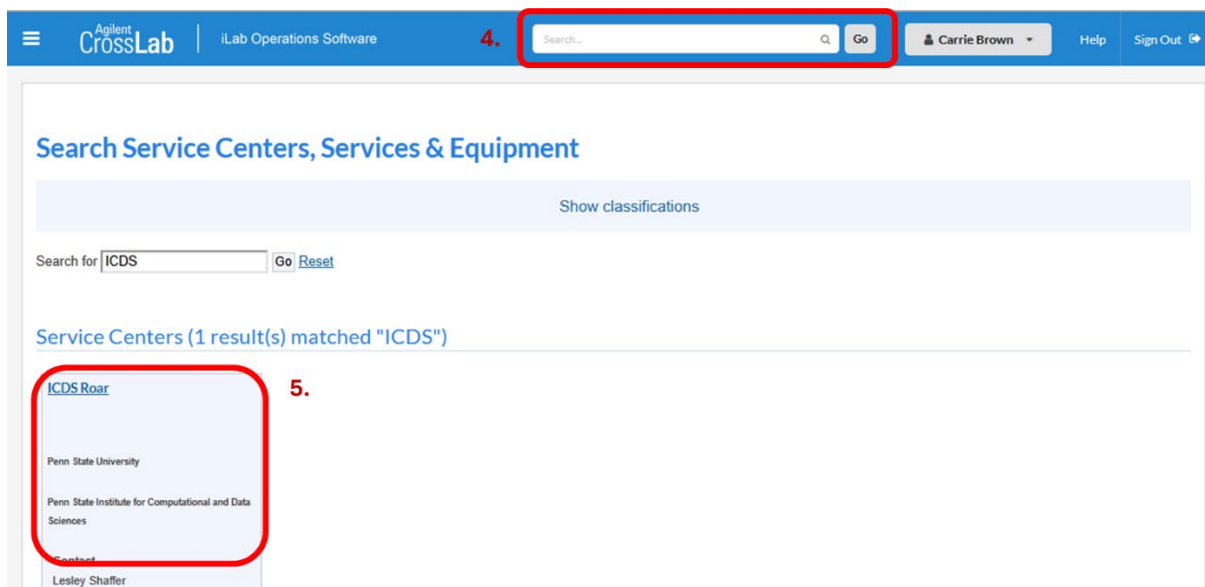 Agilent
CrossLab
iLab Operations Software
4.
Search...
Go
Carrie Brown
Help
Sign Out
Search Service Centers, Services & Equipment
Show classifications
Search for ICDS Go Reset
Service Centers (1 result(s) matched "ICDS")
ICDS Roar
5.
Penn State University
Penn State Institute for Computational and Data
Sciences
Contact
Lesley Shaffer